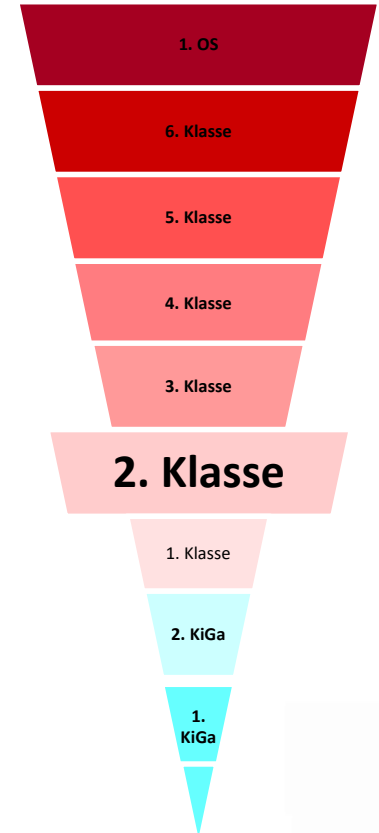 1. OS
6. Klasse
5. Klasse
4. Klasse
3. Klasse
2. Klasse
1. Klasse
2. KiGa
1.
KiGa